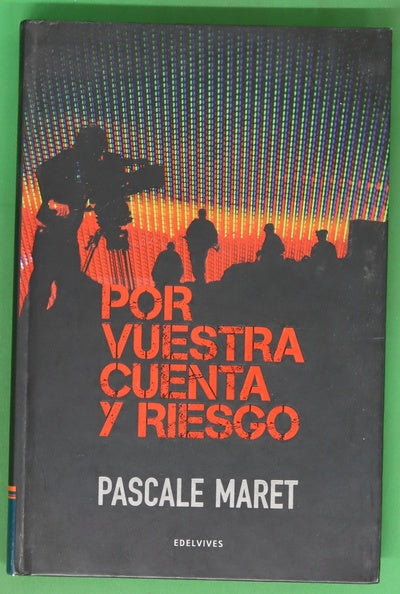 POR
VUESTRA
CUENTA
Y RIESGO
PASCALE MARET
EDELVIVES